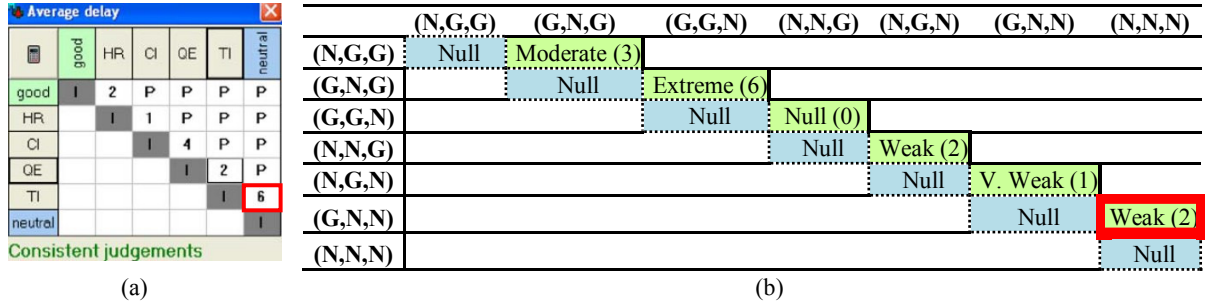 Average delay
good HR CI QE TI neutral
good I 2 P P P P
HR I 1 P P P
CI I 4 P P
QE I 2 P
TI I 6
neutral I
Consistent judgements
(a)
(N,G,G) (G,N,G) (G,G,N) (N,N,G) (N,G,N) (G,N,N) (N,N,N)
(N,G,G) Null Moderate (3)
(G,N,G) Null Extreme (6)
(G,G,N) Null Null (0)
(N,N,G) Null Weak (2)
(N,G,N) Null V. Weak (1)
(G,N,N) Null Weak (2)
(N,N,N) Null
(b)